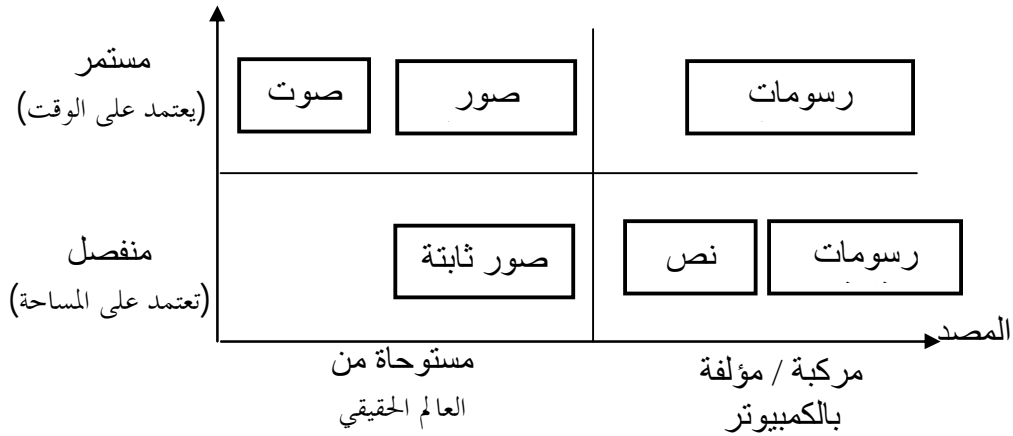 مستمر
(يعتمد على الوقت)
صوت
صور
رسومات
منفصل
(تعتمد على المساحة)
صور ثابتة
نص
رسومات
المصد
مستوحاة من
العالم الحقيقي
مركبة / مؤلفة
بالكمبيوتر